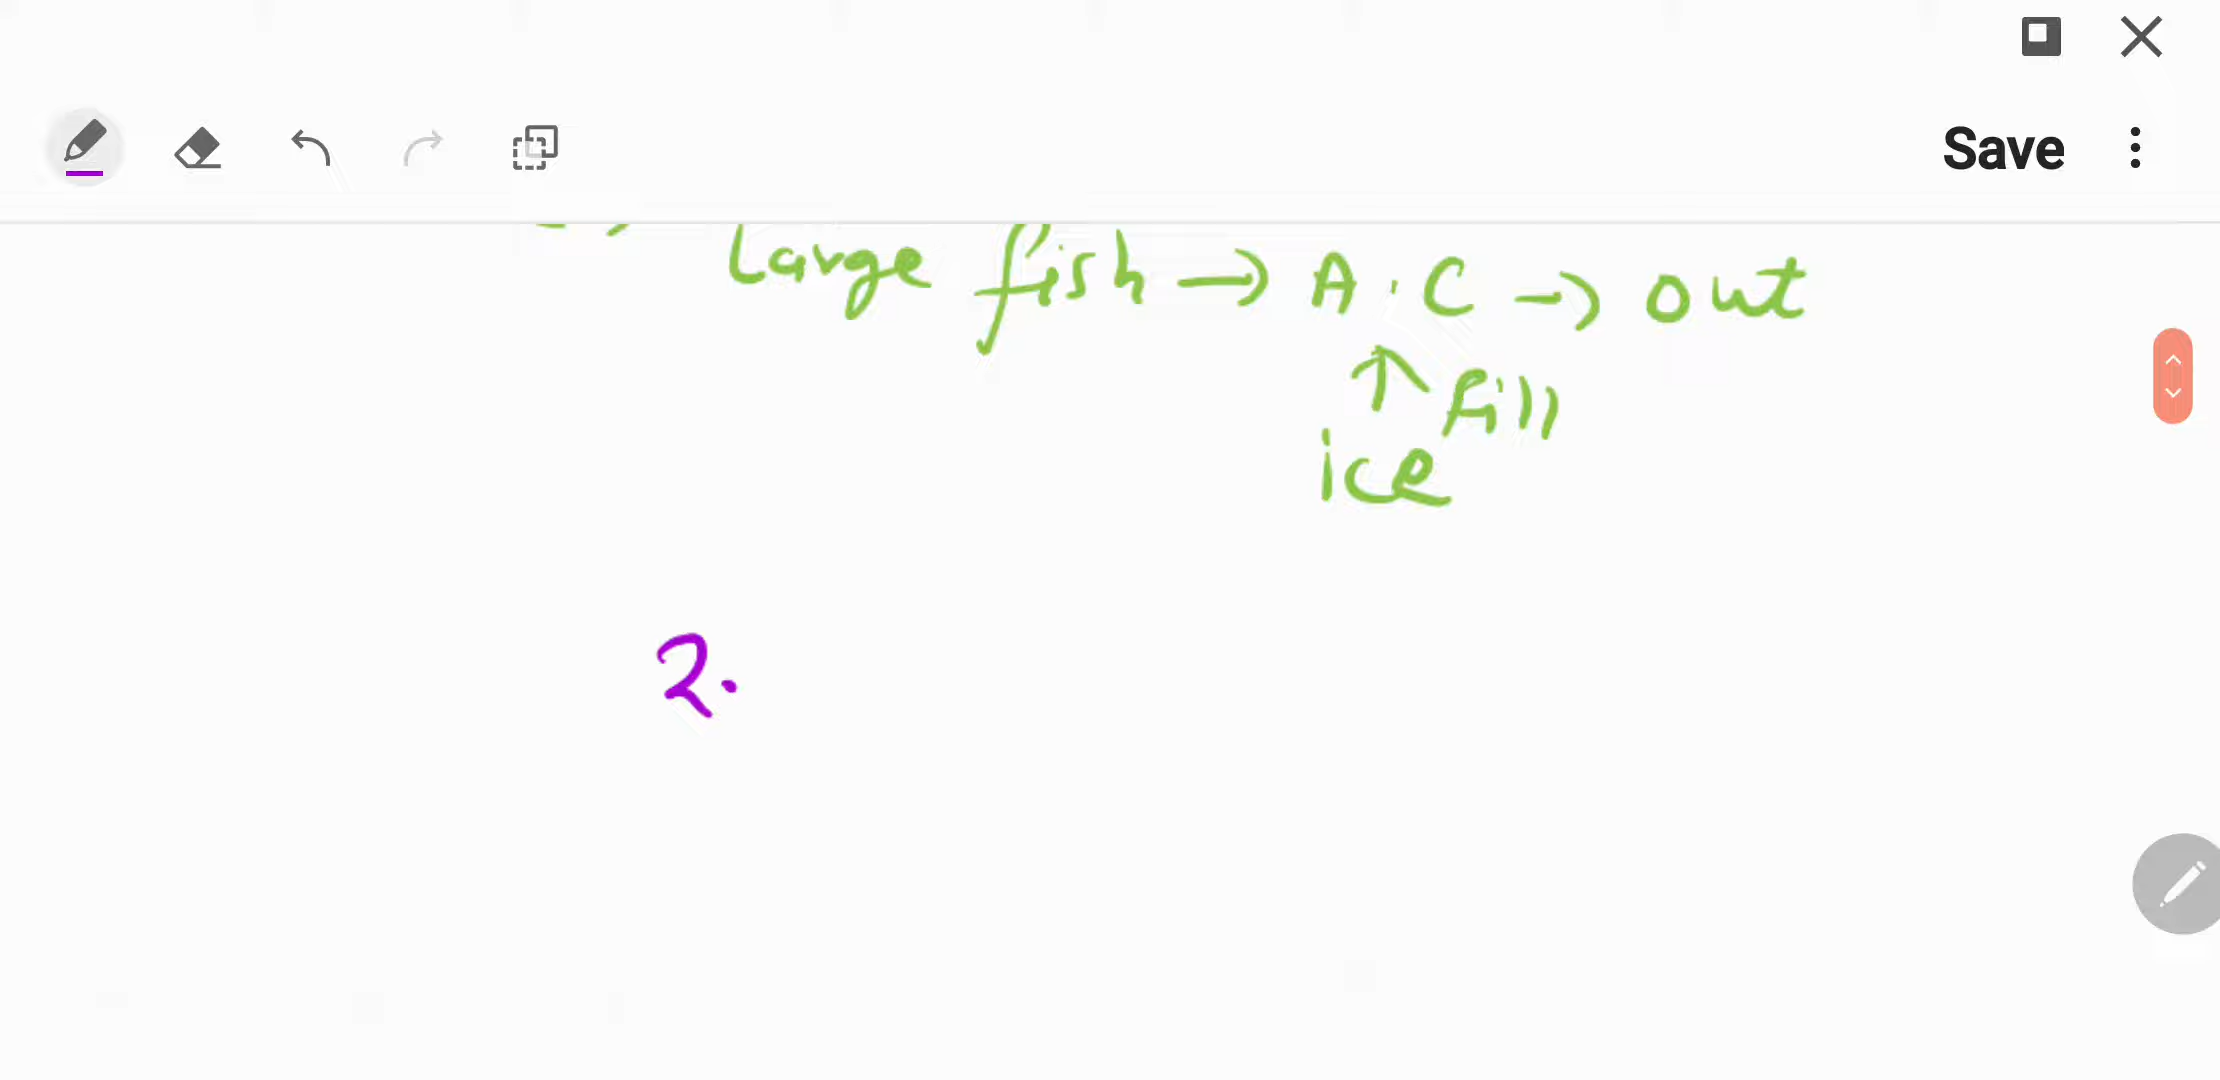 Save
Large fish → A.C → out
↑ fill
ice
2.